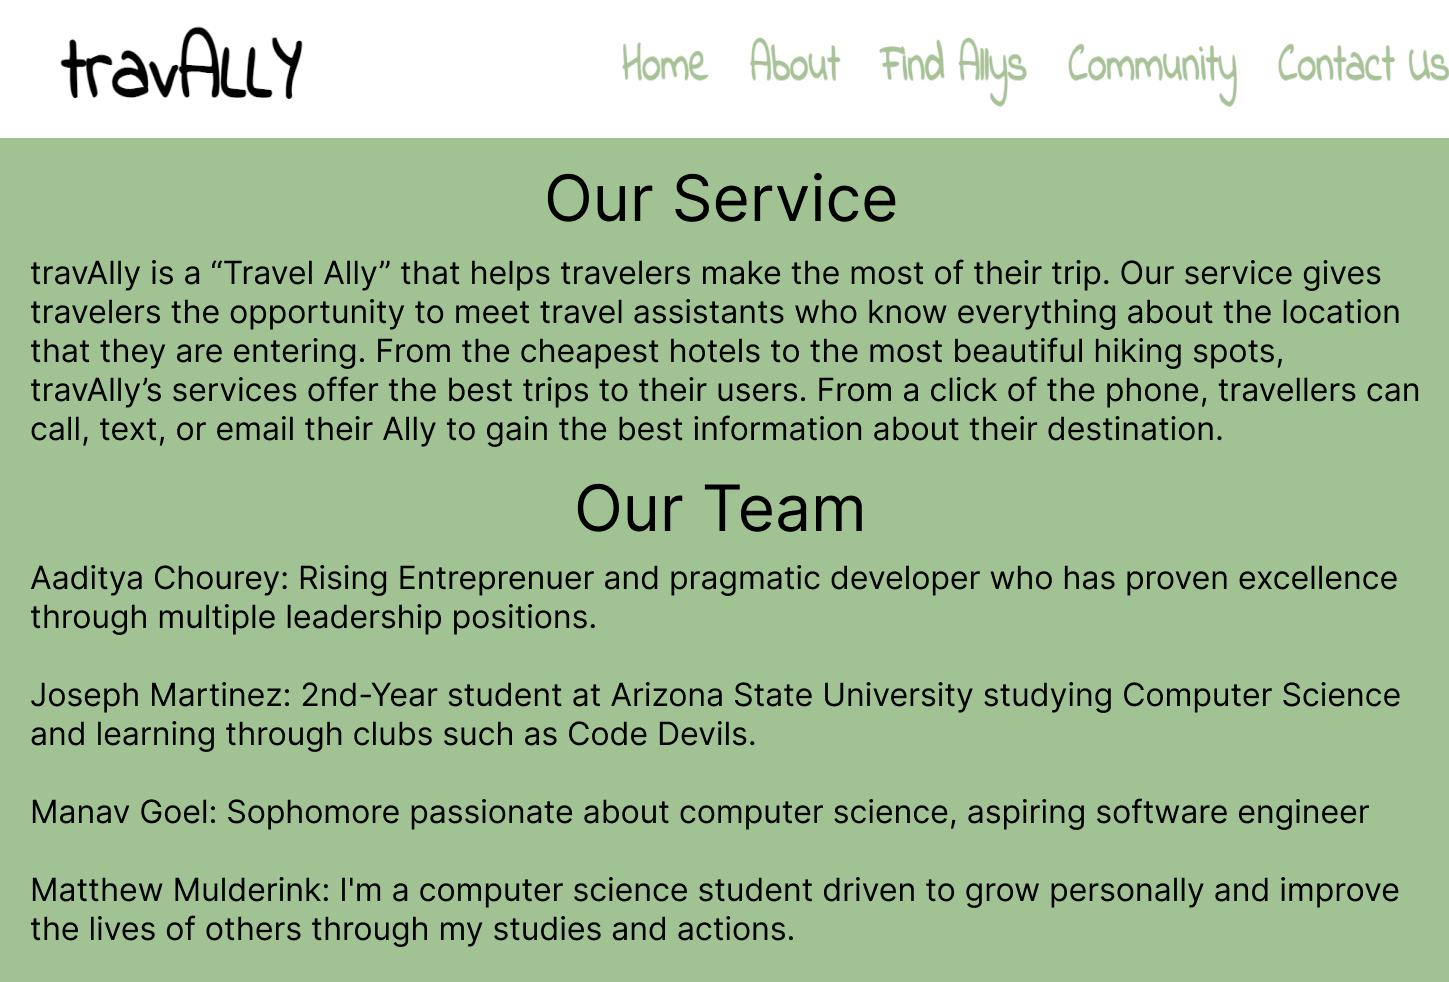 travALLY
Home About Find Allys Community Contact Us
Our Service
travAlly is a “Travel Ally” that helps travelers make the most of their trip. Our service gives
travelers the opportunity to meet travel assistants who know everything about the location
that they are entering. From the cheapest hotels to the most beautiful hiking spots,
travAlly’s services offer the best trips to their users. From a click of the phone, travellers can
call, text, or email their Ally to gain the best information about their destination.
Our Team
Aaditya Chourey: Rising Entreprenuer and pragmatic developer who has proven excellence
through multiple leadership positions.
Joseph Martinez: 2nd-Year student at Arizona State University studying Computer Science
and learning through clubs such as Code Devils.
Manav Goel: Sophomore passionate about computer science, aspiring software engineer
Matthew Mulderink: I'm a computer science student driven to grow personally and improve
the lives of others through my studies and actions.